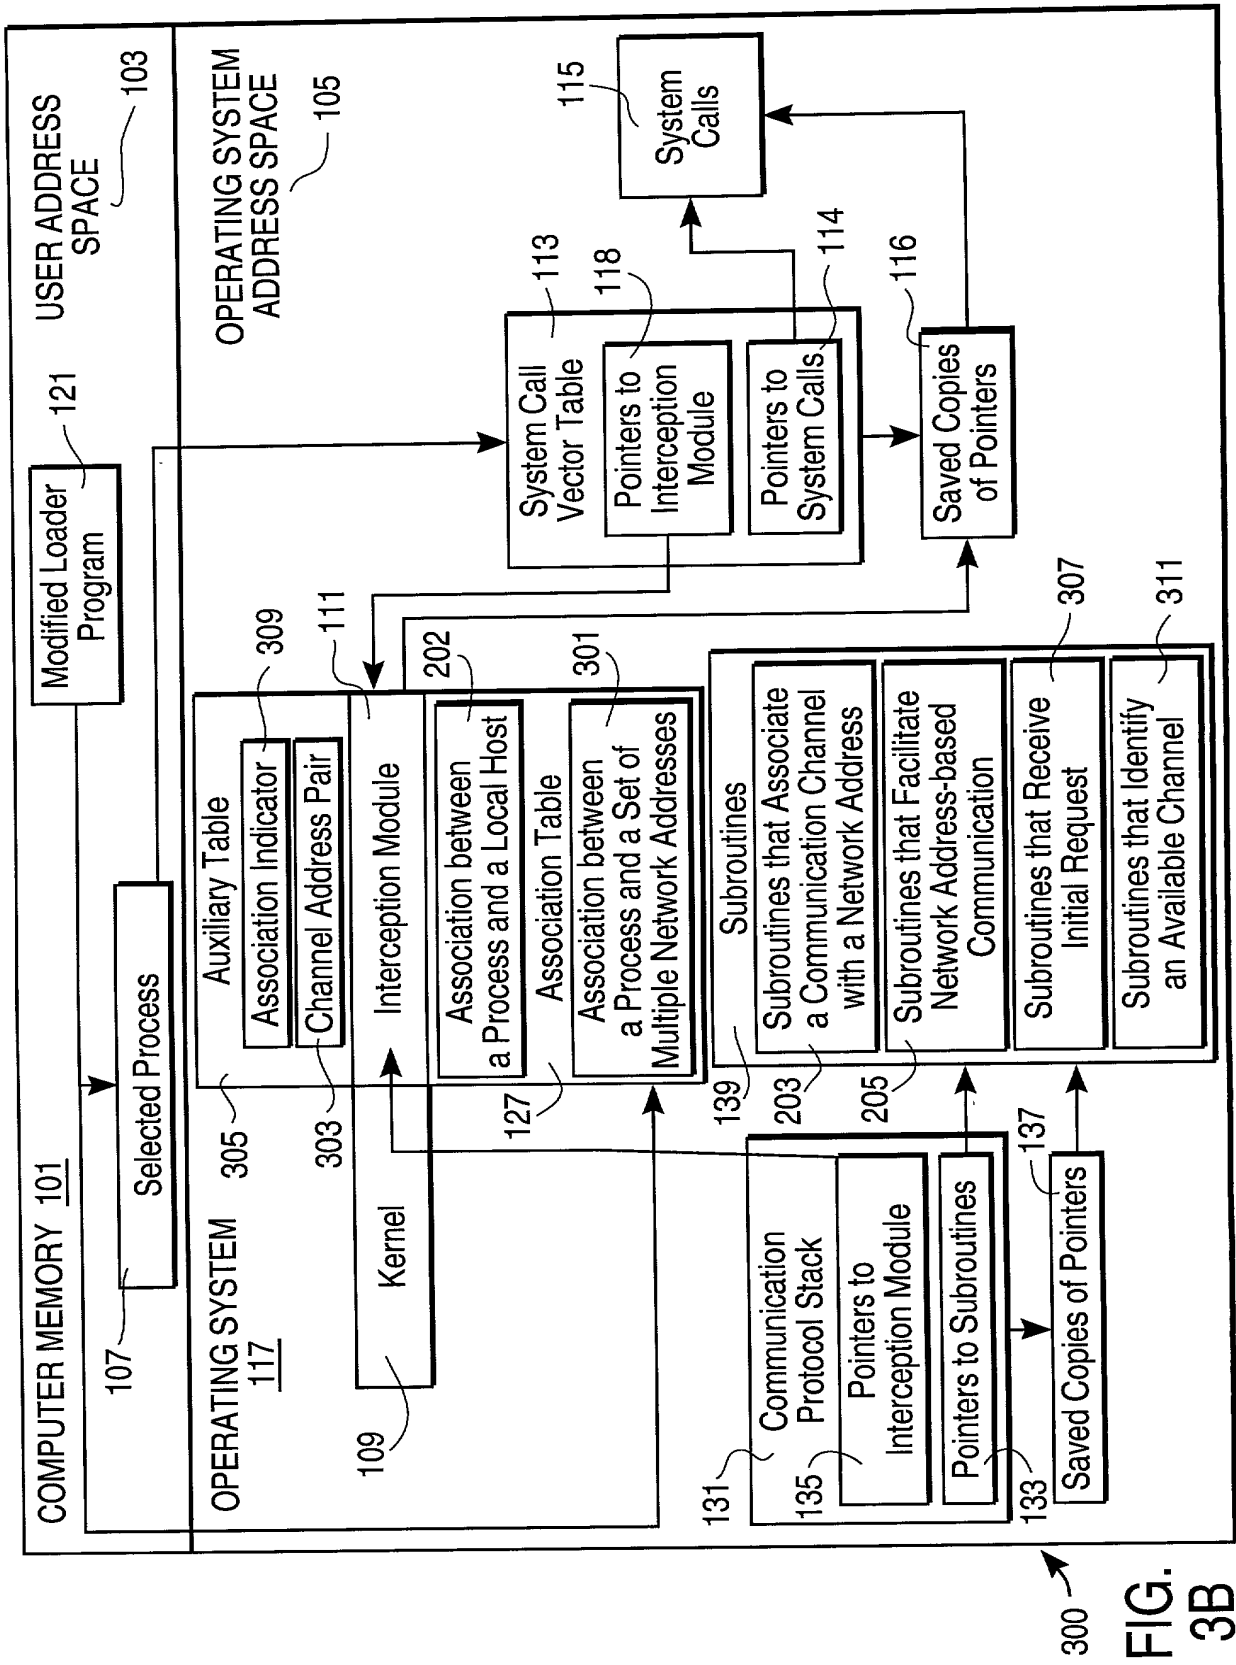 COMPUTER MEMORY 101
USER ADDRESS
SPACE
103
Modified Loader
Program
121
107
Selected Process
OPERATING SYSTEM
117
OPERATING SYSTEM
ADDRESS SPACE
105
305
Auxiliary Table
309
Association Indicator
303
Channel Address Pair
111
Kernel
109
Interception Module
202
Association between
a Process and a Local Host
127
Association Table
301
Association between
a Process and a Set of
Multiple Network Addresses
System Call
Vector Table
113
Pointers to
Interception
Module
118
Pointers to
System Calls
114
115
System
Calls
116
Saved Copies
of Pointers
131
Communication
Protocol Stack
135
Pointers to
Interception Module
Pointers to Subroutines
133
137
Saved Copies of Pointers
139
Subroutines
203
Subroutines that Associate
a Communication Channel
with a Network Address
205
Subroutines that Facilitate
Network Address-based
Communication
307
Subroutines that Receive
Initial Request
311
Subroutines that Identify
an Available Channel
300
FIG.
3B